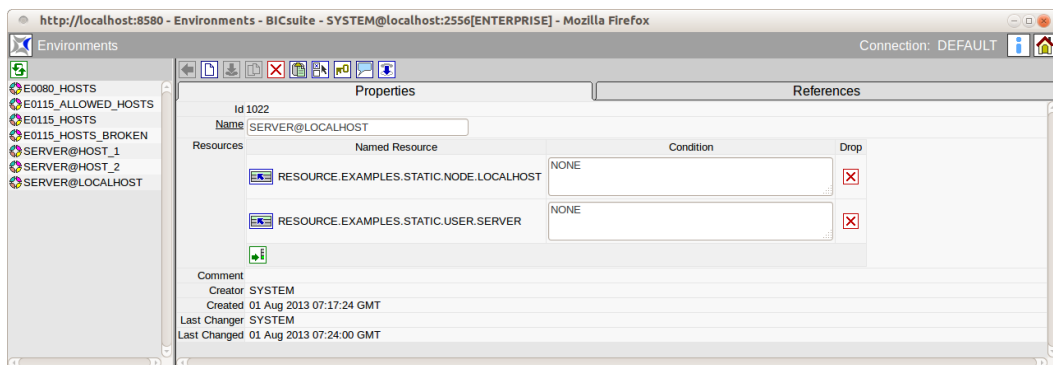 http://localhost:8580 - Environments - BICsuite - SYSTEM@localhost:2556[ENTERPRISE] - Mozilla Firefox
Environments
Connection: DEFAULT
E0080_HOSTS
E0115_ALLOWED_HOSTS
E0115_HOSTS
E0115_HOSTS_BROKEN
SERVER@HOST_1
SERVER@HOST_2
SERVER@LOCALHOST
Properties
References
Id 1022
Name SERVER@LOCALHOST
Resources Named Resource Condition Drop
RESOURCE.EXAMPLES.STATIC.NODE.LOCALHOST NONE
RESOURCE.EXAMPLES.STATIC.USER.SERVER NONE
Comment
Creator SYSTEM
Created 01 Aug 2013 07:17:24 GMT
Last Changer SYSTEM
Last Changed 01 Aug 2013 07:24:00 GMT